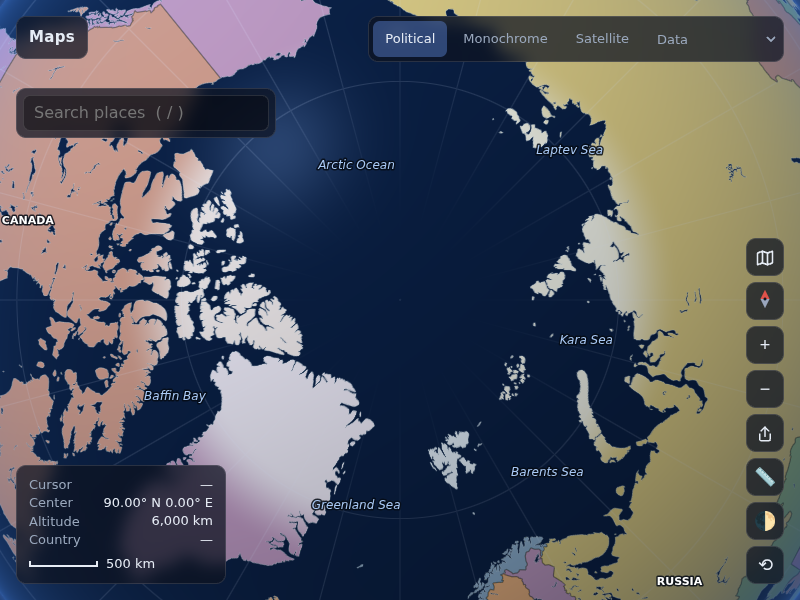 Maps
Political Monochrome Satellite Data
Search places ( / )
Arctic Ocean
Laptev Sea
CANADA
Kara Sea
Baffin Bay
Barents Sea
Greenland Sea
RUSSIA
Cursor —
Center 90.00° N 0.00° E
Altitude 6,000 km
Country —
500 km
+
−